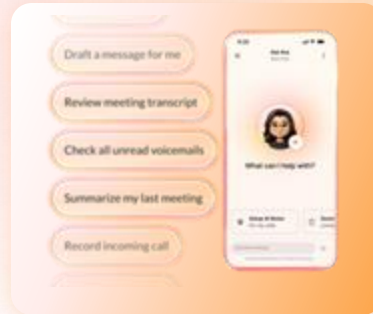 Draft a message for me
Review meeting transcript
Check all unread voicemails
Summarize my last meeting
Record incoming call
What can I help with?